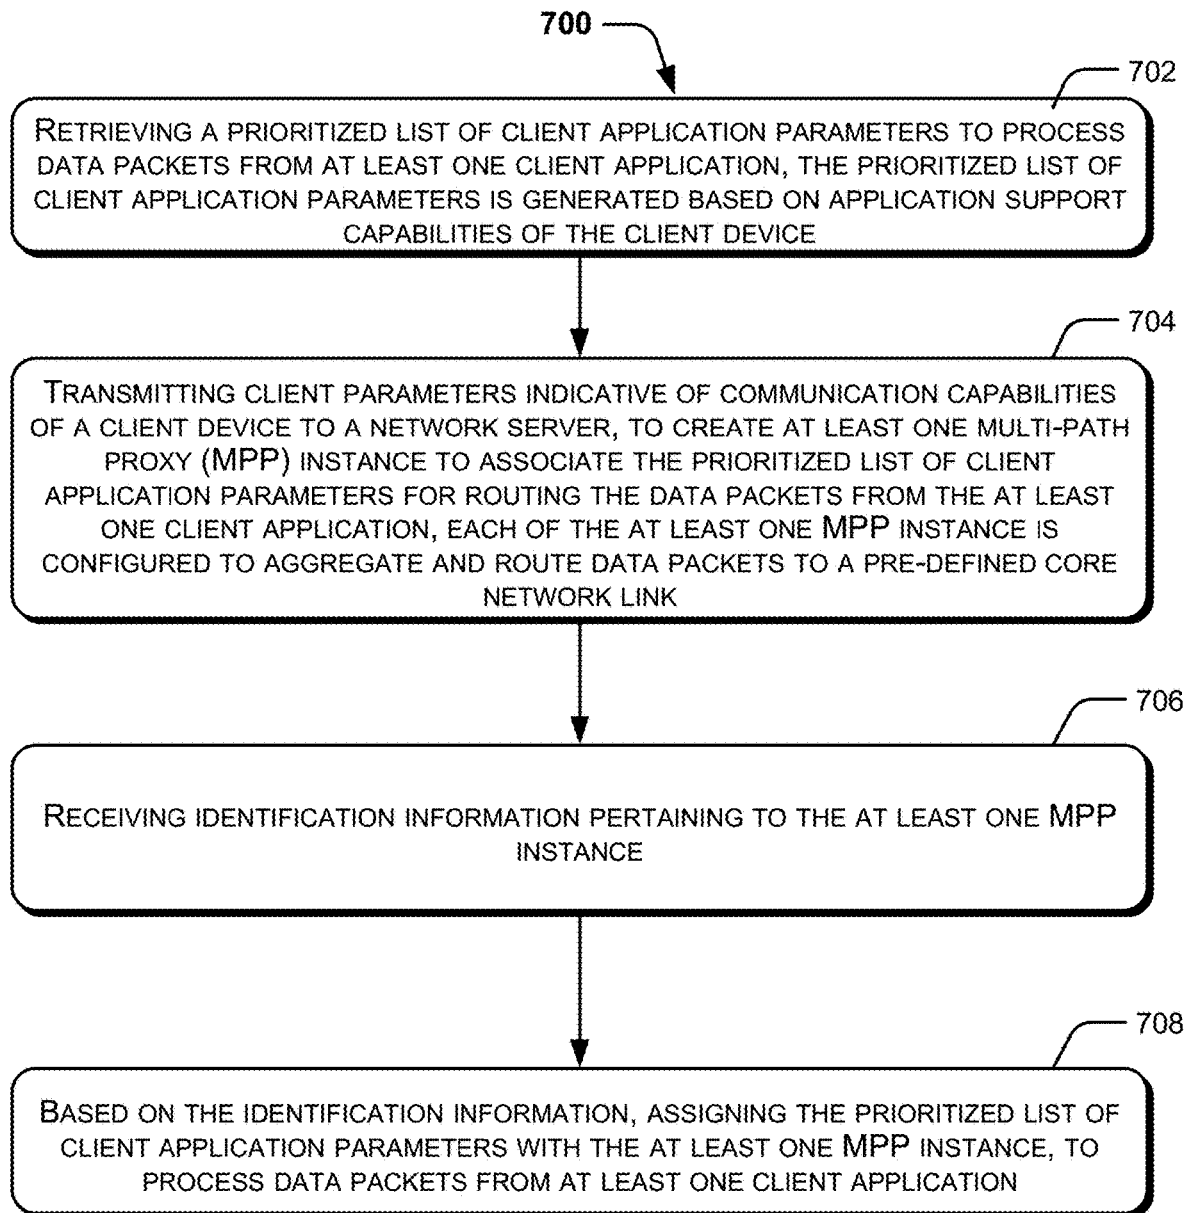 700
702
RETRIEVING A PRIORITIZED LIST OF CLIENT APPLICATION PARAMETERS TO PROCESS
DATA PACKETS FROM AT LEAST ONE CLIENT APPLICATION, THE PRIORITIZED LIST OF
CLIENT APPLICATION PARAMETERS IS GENERATED BASED ON APPLICATION SUPPORT
CAPABILITIES OF THE CLIENT DEVICE
704
TRANSMITTING CLIENT PARAMETERS INDICATIVE OF COMMUNICATION CAPABILITIES
OF A CLIENT DEVICE TO A NETWORK SERVER, TO CREATE AT LEAST ONE MULTI-PATH
PROXY (MPP) INSTANCE TO ASSOCIATE THE PRIORITIZED LIST OF CLIENT
APPLICATION PARAMETERS FOR ROUTING THE DATA PACKETS FROM THE AT LEAST
ONE CLIENT APPLICATION, EACH OF THE AT LEAST ONE MPP INSTANCE IS
CONFIGURED TO AGGREGATE AND ROUTE DATA PACKETS TO A PRE-DEFINED CORE
NETWORK LINK
706
RECEIVING IDENTIFICATION INFORMATION PERTAINING TO THE AT LEAST ONE MPP
INSTANCE
708
BASED ON THE IDENTIFICATION INFORMATION, ASSIGNING THE PRIORITIZED LIST OF
CLIENT APPLICATION PARAMETERS WITH THE AT LEAST ONE MPP INSTANCE, TO
PROCESS DATA PACKETS FROM AT LEAST ONE CLIENT APPLICATION